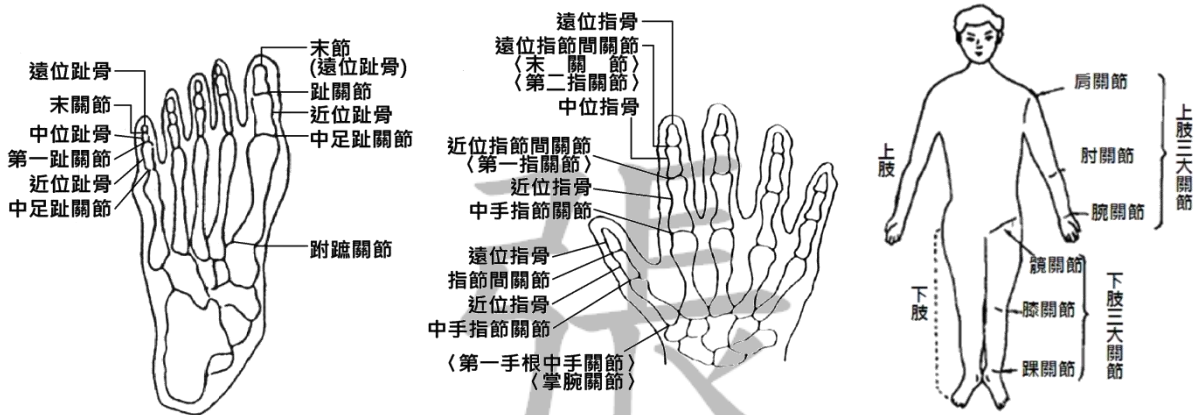 遠位趾骨
末關節
中位趾骨
第一趾關節
近位趾骨
中足趾關節
末節
(遠位趾骨)
趾關節
近位趾骨
中足趾關節
跗蹠關節
遠位指骨
遠位指節間關節
〈末關節〉
〈第二指關節〉
中位指骨
近位指節間關節
〈第一指關節〉
近位指骨
中手指節關節
遠位指骨
指節間關節
近位指骨
中手指節關節
〈第一手根中手關節〉
〈掌腕關節〉
上肢
下肢
肩關節
肘關節
腕關節
上肢三大關節
髖關節
膝關節
踝關節
下肢三大關節